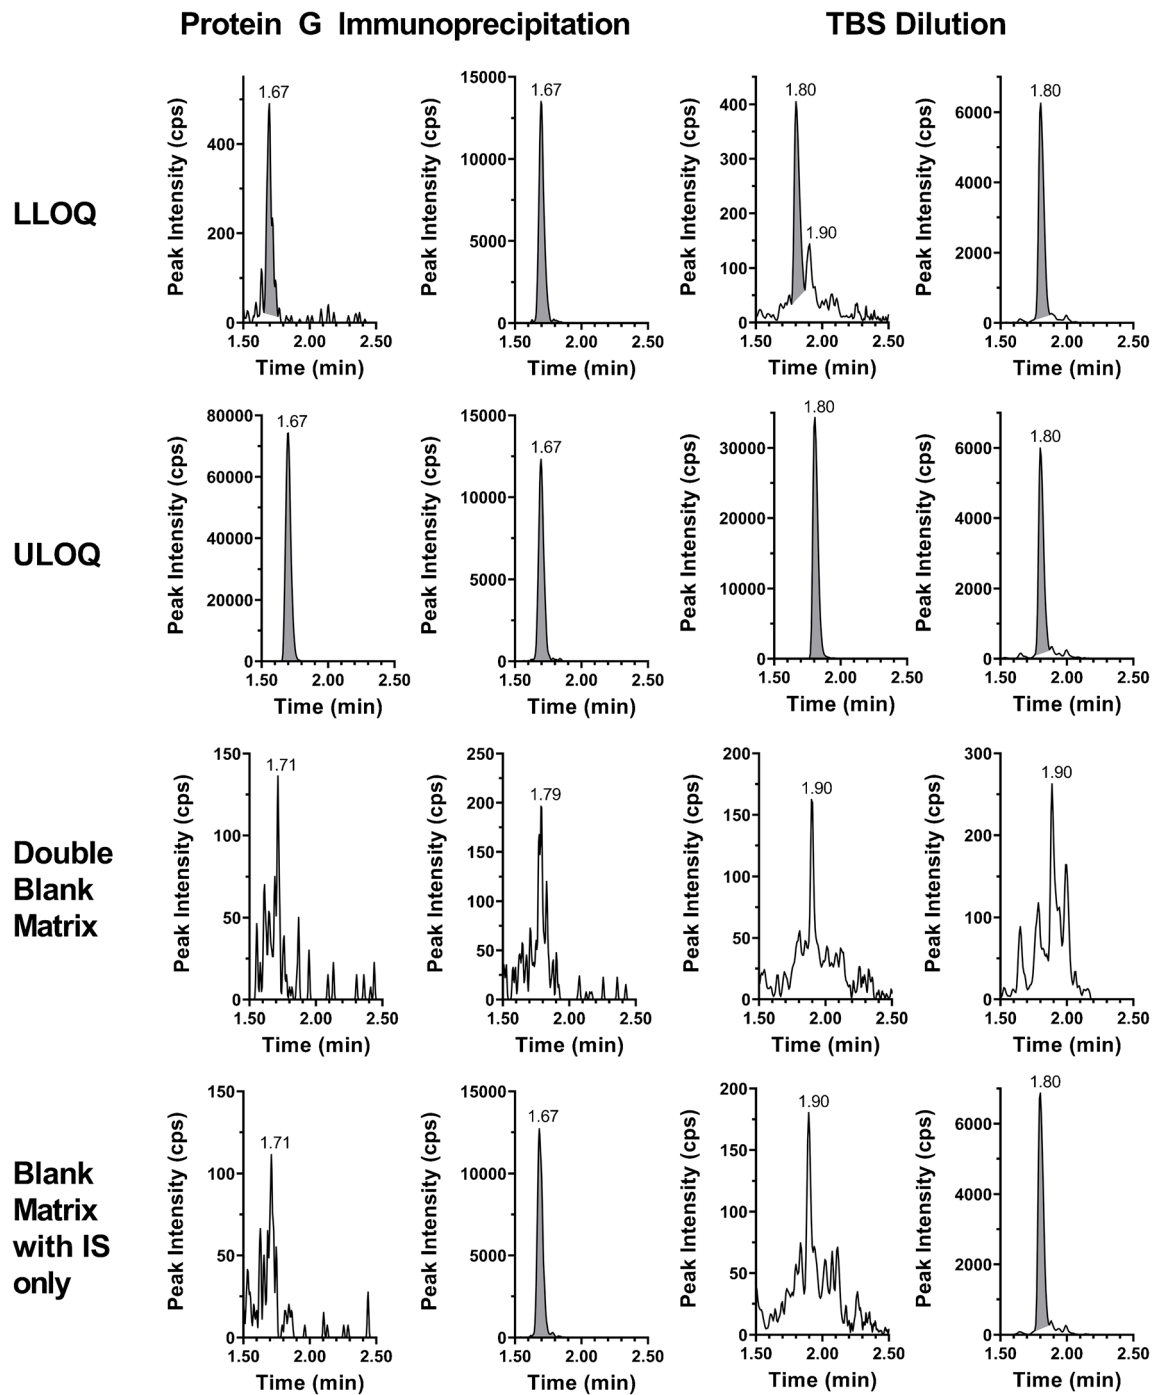 Protein G Immunoprecipitation
TBS Dilution
LLOQ
Peak Intensity (cps)
400
200
0
1.67
1.50 2.00 2.50
Time (min)
Peak Intensity (cps)
15000
10000
5000
0
1.67
1.50 2.00 2.50
Time (min)
Peak Intensity (cps)
400
300
200
100
0
1.80
1.90
1.50 2.00 2.50
Time (min)
Peak Intensity (cps)
6000
4000
2000
0
1.80
1.50 2.00 2.50
Time (min)
ULOQ
Peak Intensity (cps)
80000
60000
40000
20000
0
1.67
1.50 2.00 2.50
Time (min)
Peak Intensity (cps)
15000
10000
5000
0
1.67
1.50 2.00 2.50
Time (min)
Peak Intensity (cps)
30000
20000
10000
0
1.80
1.50 2.00 2.50
Time (min)
Peak Intensity (cps)
6000
4000
2000
0
1.80
1.50 2.00 2.50
Time (min)
Double
Blank
Matrix
Peak Intensity (cps)
150
100
50
0
1.71
1.50 2.00 2.50
Time (min)
Peak Intensity (cps)
250
200
150
100
50
0
1.79
1.50 2.00 2.50
Time (min)
Peak Intensity (cps)
200
150
100
50
0
1.90
1.50 2.00 2.50
Time (min)
Peak Intensity (cps)
300
200
100
0
1.90
1.50 2.00 2.50
Time (min)
Blank
Matrix
with IS
only
Peak Intensity (cps)
150
100
50
0
1.71
1.50 2.00 2.50
Time (min)
Peak Intensity (cps)
15000
10000
5000
0
1.67
1.50 2.00 2.50
Time (min)
Peak Intensity (cps)
200
150
100
50
0
1.90
1.50 2.00 2.50
Time (min)
Peak Intensity (cps)
6000
4000
2000
0
1.80
1.50 2.00 2.50
Time (min)